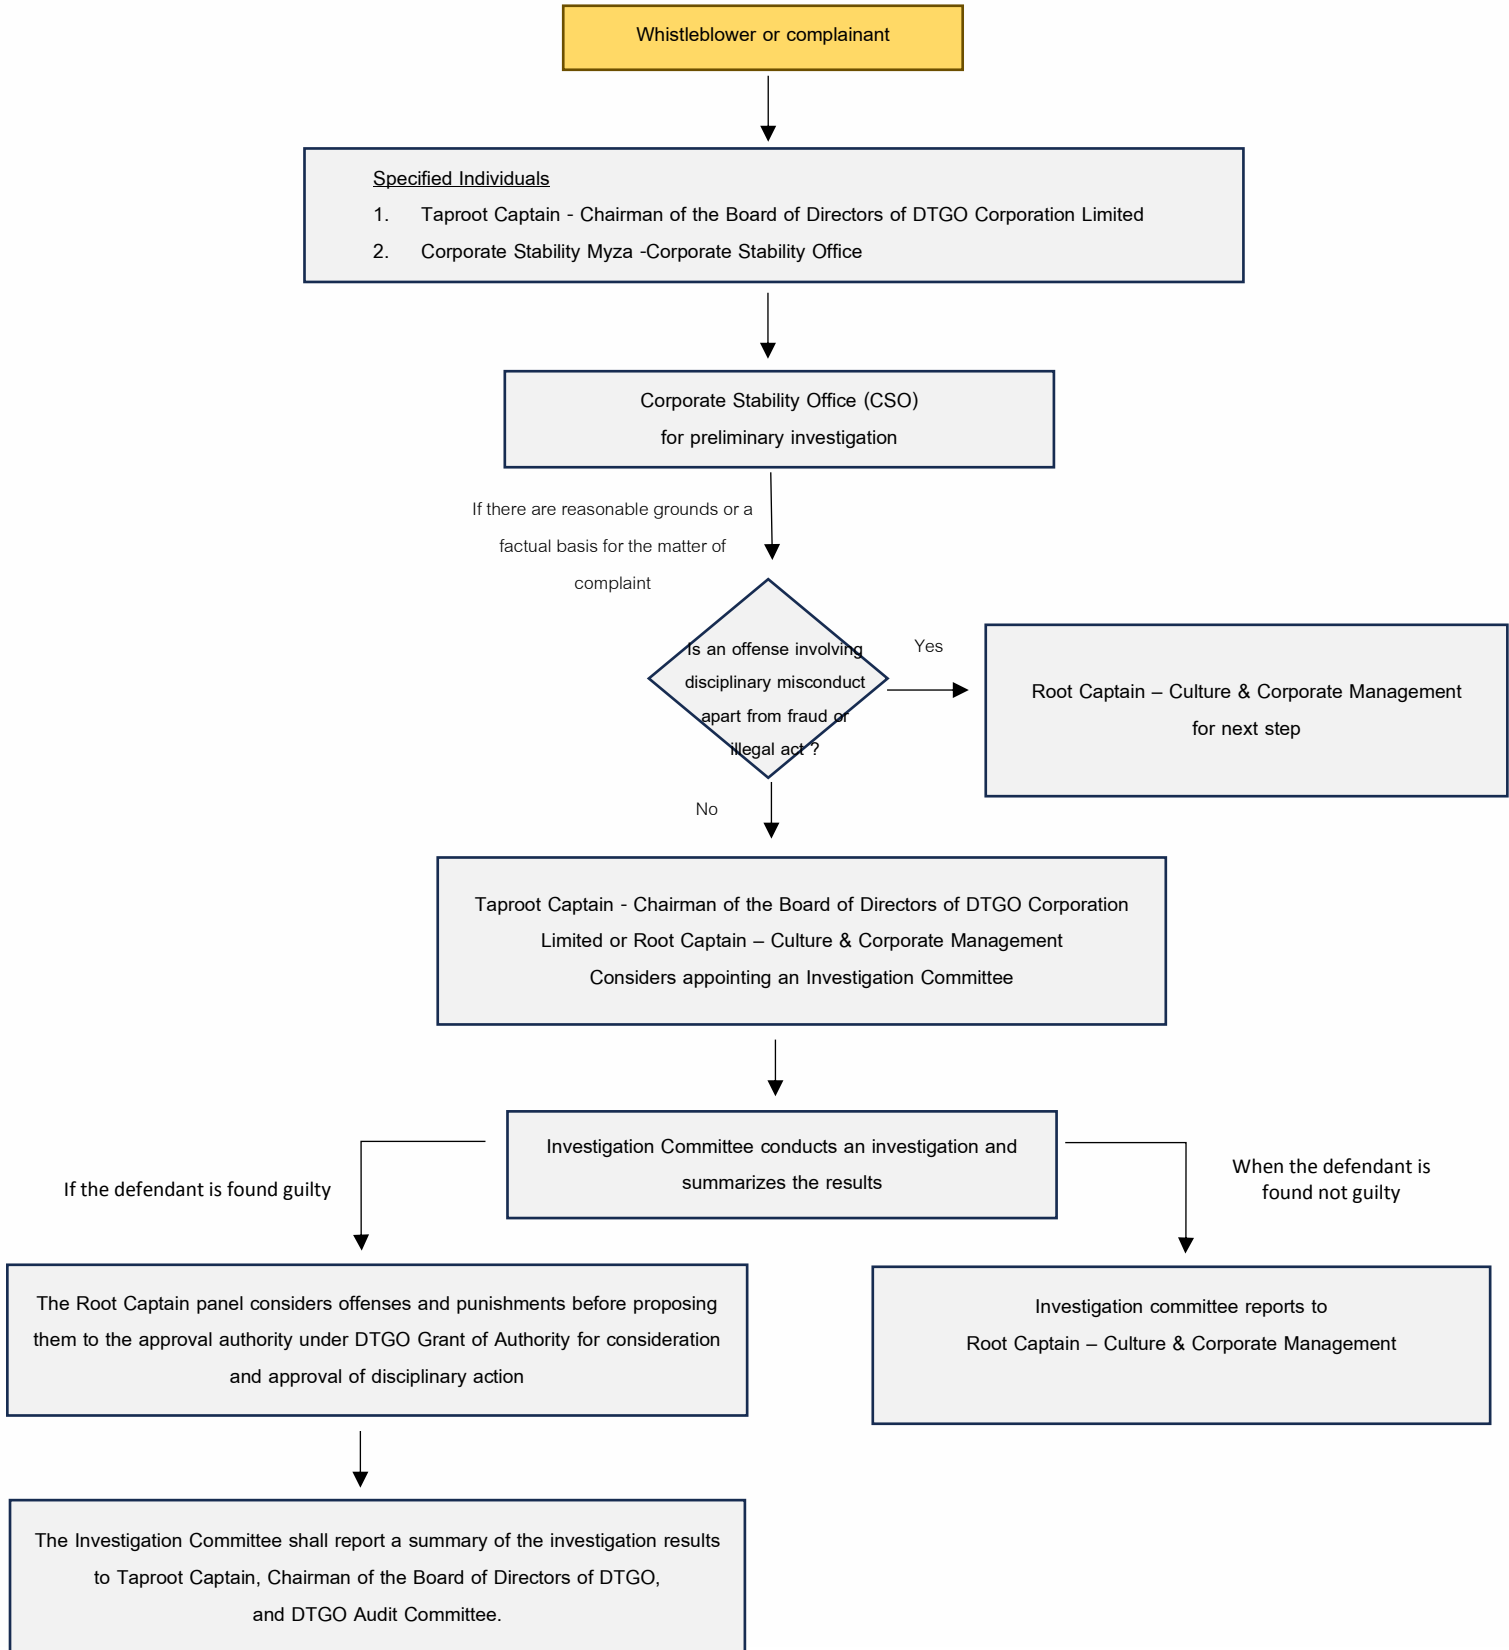 Whistleblower or complainant
Specified Individuals
1. Taproot Captain - Chairman of the Board of Directors of DTGO Corporation Limited
2. Corporate Stability Myza -Corporate Stability Office
Corporate Stability Office (CSO)
for preliminary investigation
If there are reasonable grounds or a
factual basis for the matter of
complaint
Is an offense involving
disciplinary misconduct
apart from fraud or
illegal act ?
Yes
Root Captain – Culture & Corporate Management
for next step
No
Taproot Captain - Chairman of the Board of Directors of DTGO Corporation
Limited or Root Captain – Culture & Corporate Management
Considers appointing an Investigation Committee
Investigation Committee conducts an investigation and
summarizes the results
If the defendant is found guilty
When the defendant is
found not guilty
The Root Captain panel considers offenses and punishments before proposing
them to the approval authority under DTGO Grant of Authority for consideration
and approval of disciplinary action
Investigation committee reports to
Root Captain – Culture & Corporate Management
The Investigation Committee shall report a summary of the investigation results
to Taproot Captain, Chairman of the Board of Directors of DTGO,
and DTGO Audit Committee.